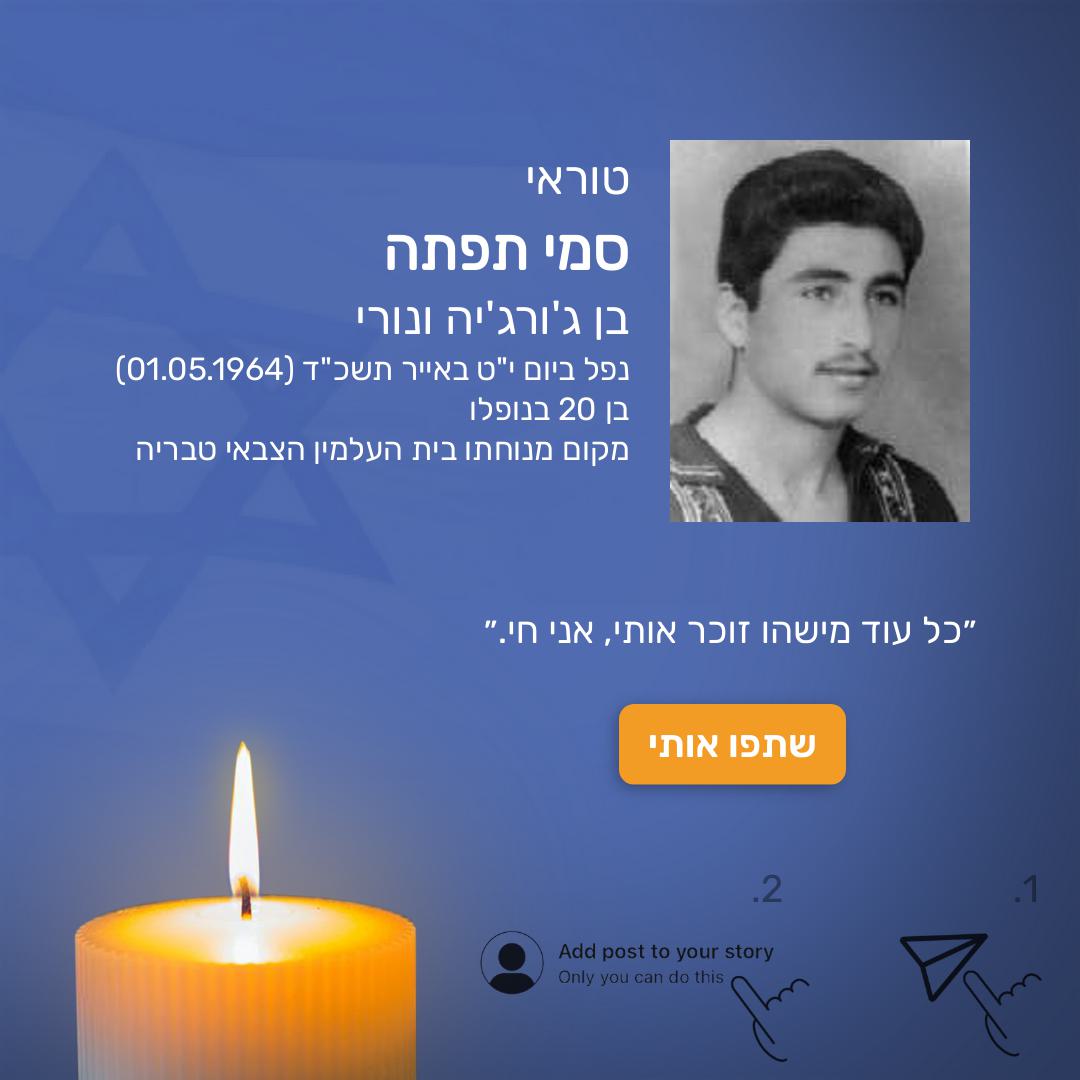 טוראי
סמי תפתה
בן ג'ורג'יה ונורי
נפל ביום י"ט באייר תשכ"ד (01.05.1964)
בן 20 בנופלו
מקום מנוחתו בית העלמין הצבאי טבריה
״כל עוד מישהו זוכר אותי, אני חי.״
שתפו אותי
1.
2.
Add post to your story
Only you can do this